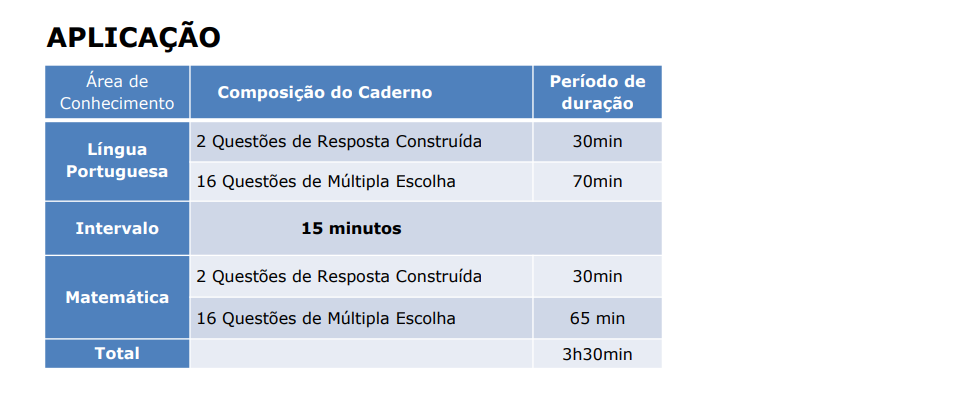 APLICAÇÃO
Área de
Conhecimento
Composição do Caderno
Período de
duração
Língua
Portuguesa
2 Questões de Resposta Construída
30min
16 Questões de Múltipla Escolha
70min
Intervalo
15 minutos
Matemática
2 Questões de Resposta Construída
30min
16 Questões de Múltipla Escolha
65 min
Total
3h30min